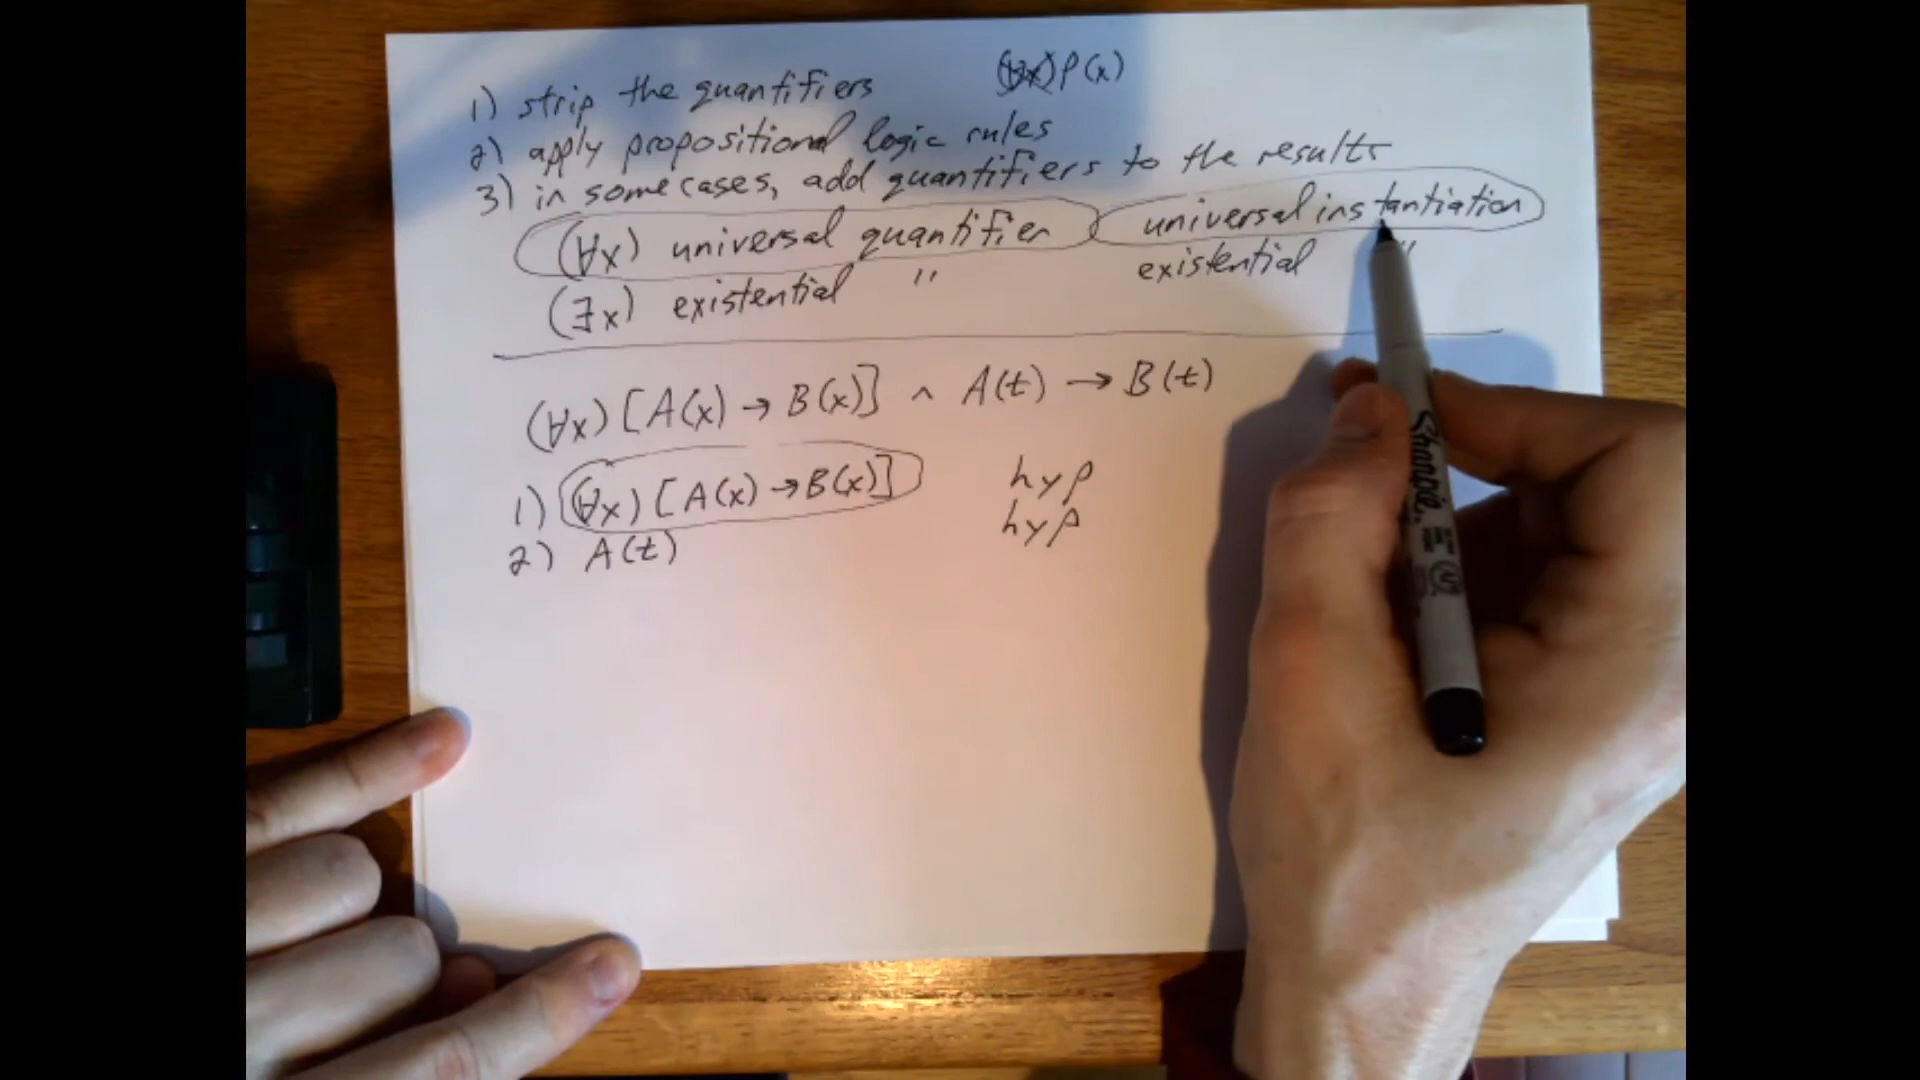 1) strip the quantifiers (∀x) P(x)
2) apply propositional logic rules
3) in some cases, add quantifiers to the results
(∀x) universal quantifier universal instantiation
(∃x) existential " existential "
(∀x) [A(x) → B(x)] ∧ A(t) → B(t)
1) (∀x) [A(x) → B(x)] hyp
2) A(t) hyp
Sharpie.